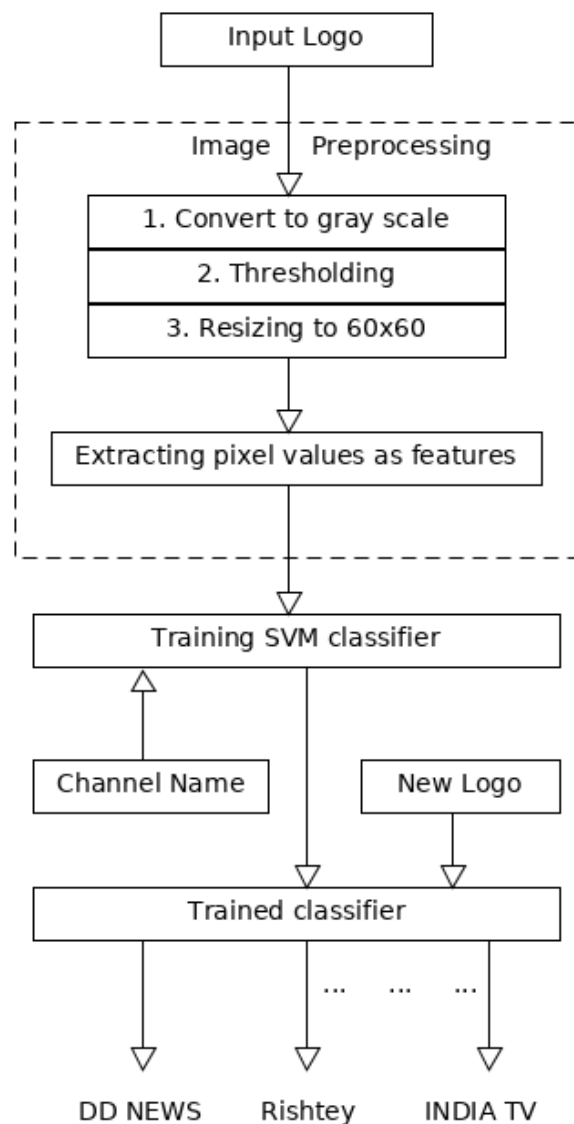 Input Logo
Image Preprocessing
1. Convert to gray scale
2. Thresholding
3. Resizing to 60x60
Extracting pixel values as features
Training SVM classifier
Channel Name
New Logo
Trained classifier
... ... ...
DD NEWS Rishtey INDIA TV